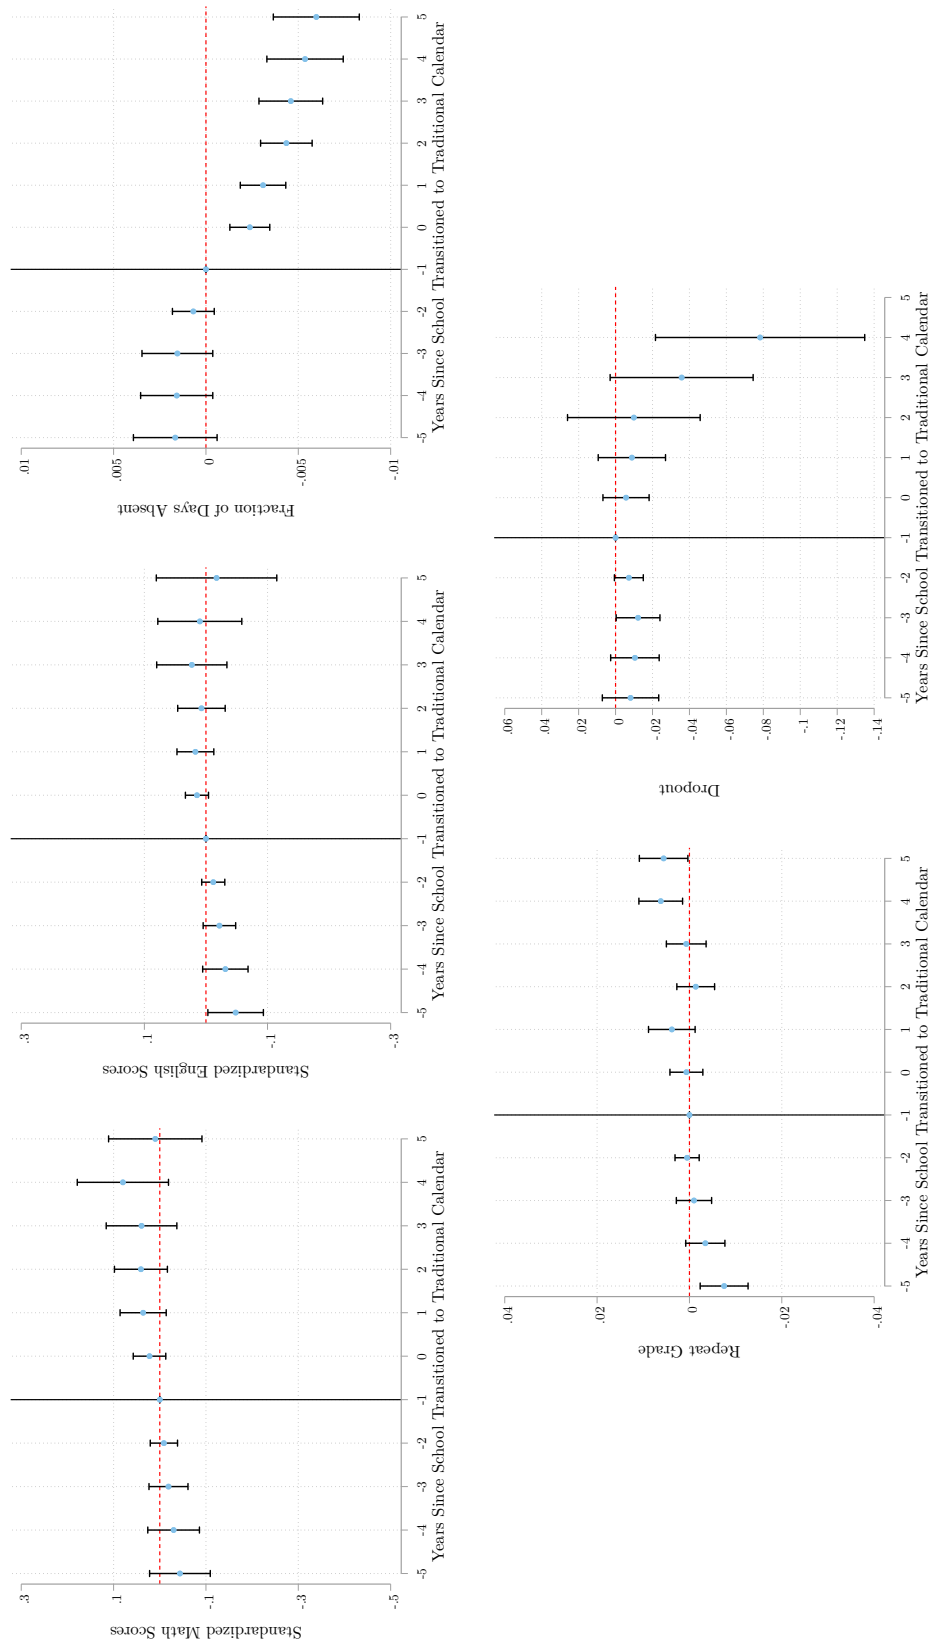 Standardized Math Scores
.3
.1
-.1
-.3
-.5
-5 -4 -3 -2 -1 0 1 2 3 4 5
Years Since School Transitioned to Traditional Calendar
Standardized English Scores
.3
.1
-.1
-.3
-5 -4 -3 -2 -1 0 1 2 3 4 5
Years Since School Transitioned to Traditional Calendar
Fraction of Days Absent
.01
.005
0
-.005
-.01
-5 -4 -3 -2 -1 0 1 2 3 4 5
Years Since School Transitioned to Traditional Calendar
Repeat Grade
.04
.02
0
-.02
-.04
-5 -4 -3 -2 -1 0 1 2 3 4 5
Years Since School Transitioned to Traditional Calendar
Dropout
.06
.04
.02
0
-.02
-.04
-.06
-.08
-.1
-.12
-.14
-5 -4 -3 -2 -1 0 1 2 3 4 5
Years Since School Transitioned to Traditional Calendar